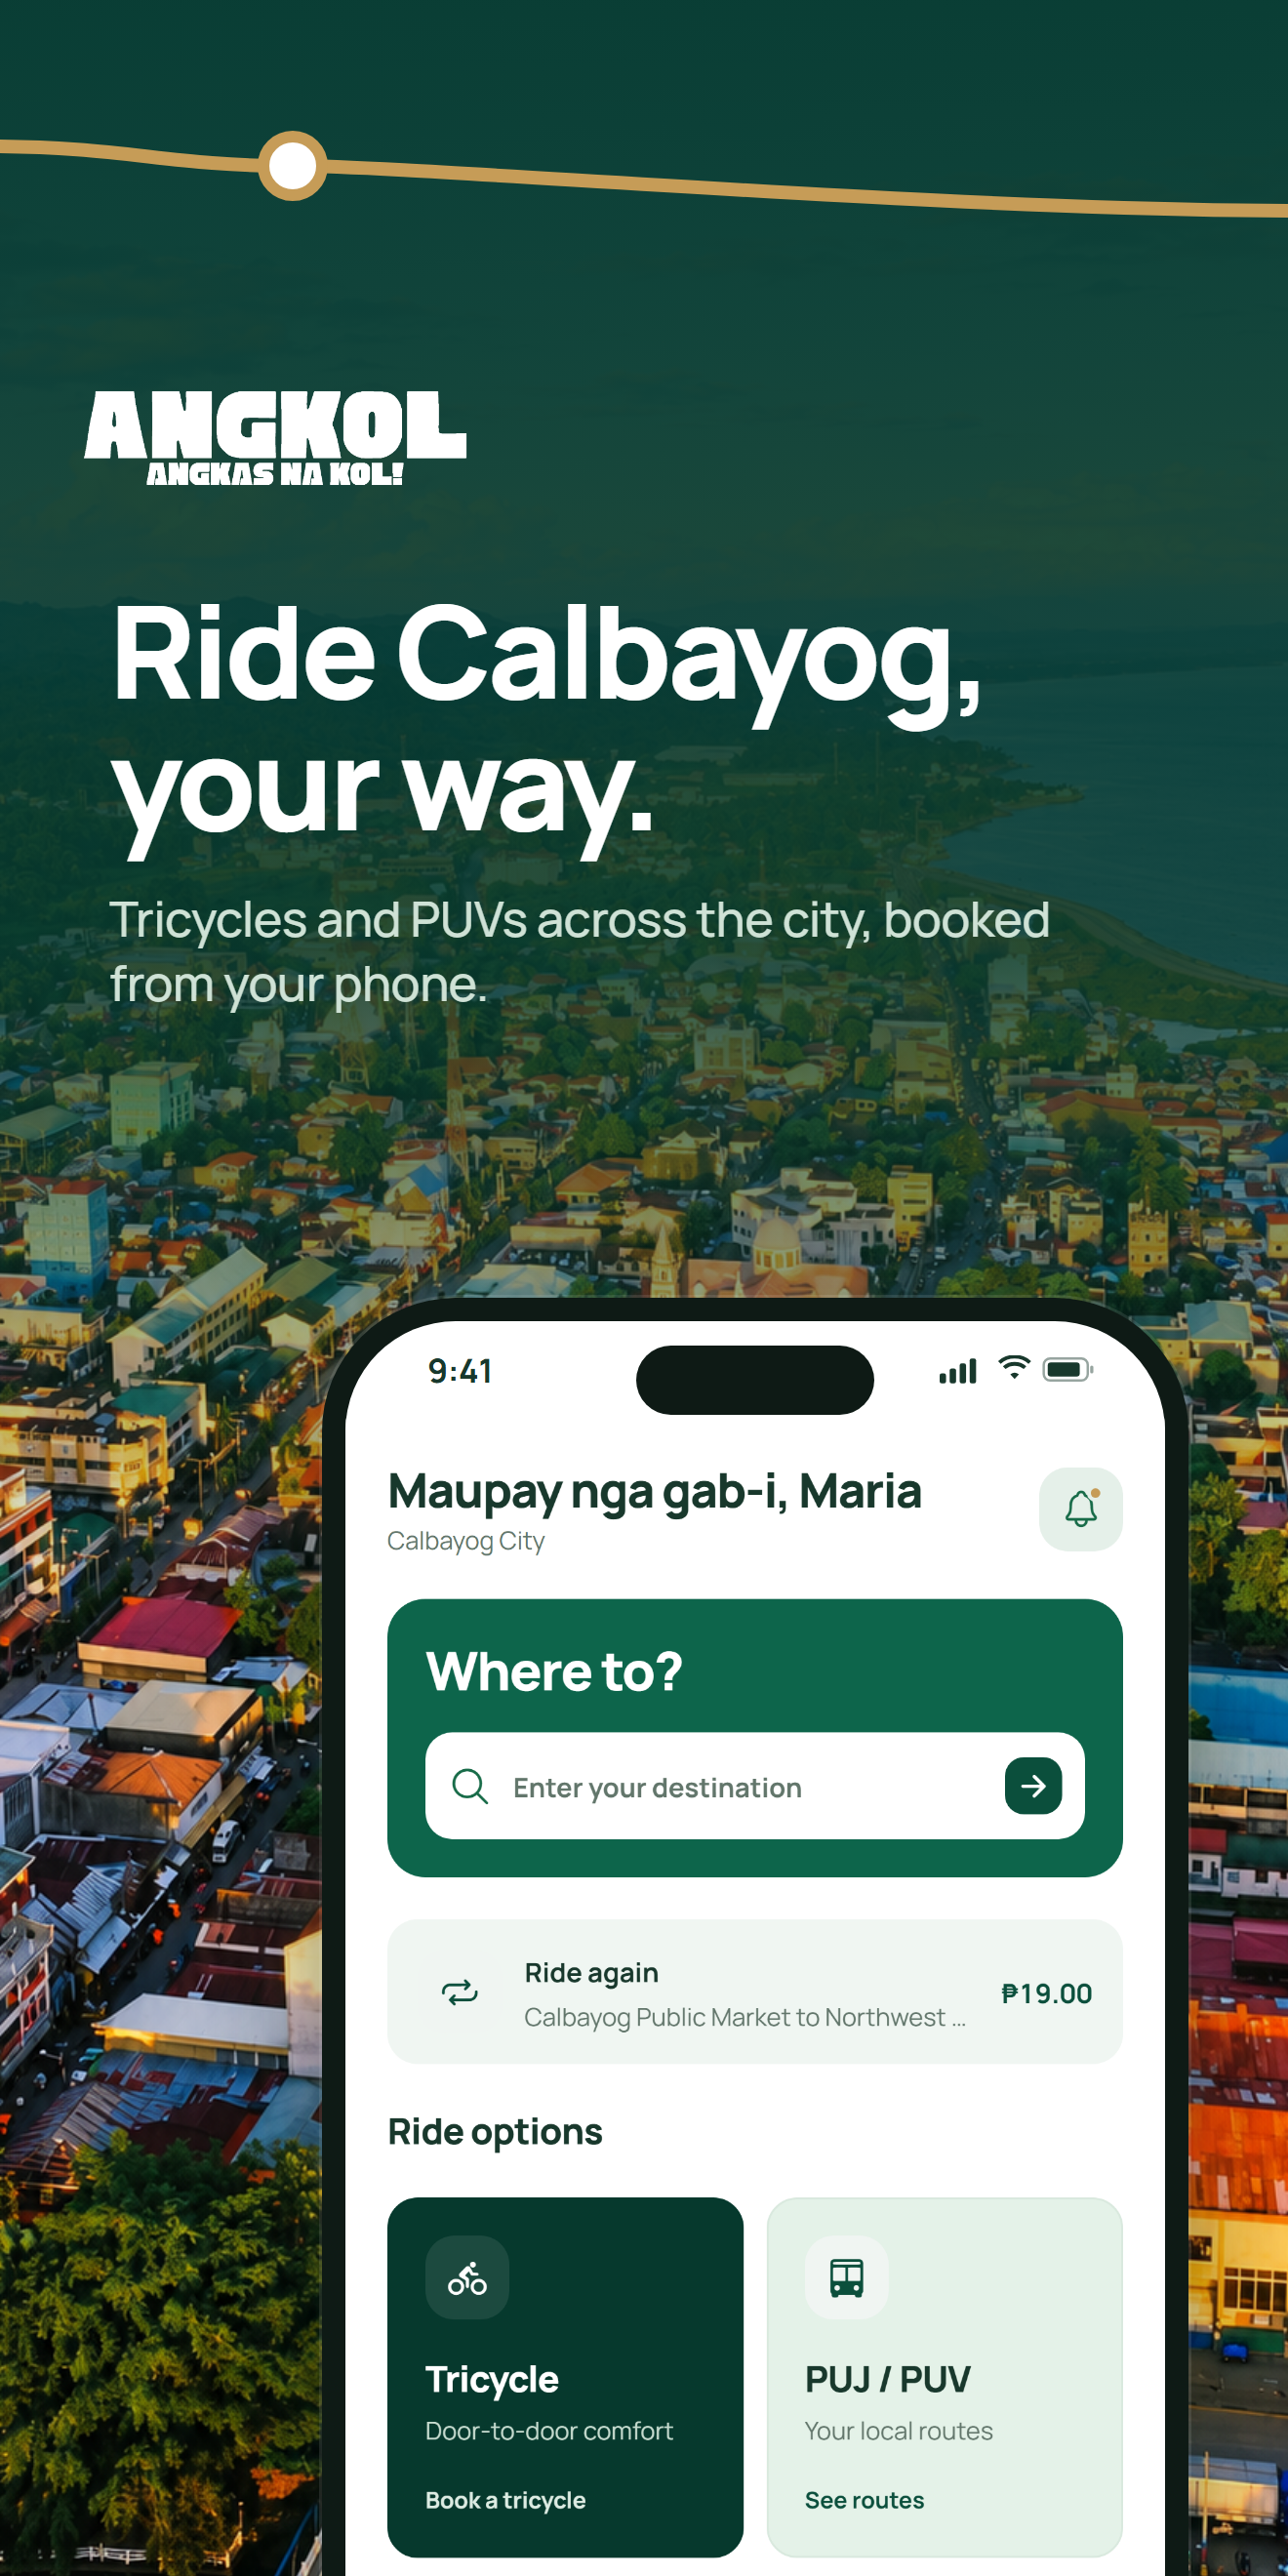 ANGKOL
ANGKAS NA KOL!
Ride Calbayog,
your way.
Tricycles and PUVs across the city, booked
from your phone.
9:41
Maupay nga gab-i, Maria
Calbayog City
Where to?
Enter your destination
Ride again
Calbayog Public Market to Northwest ...
₱19.00
Ride options
Tricycle
Door-to-door comfort
Book a tricycle
PUJ / PUV
Your local routes
See routes